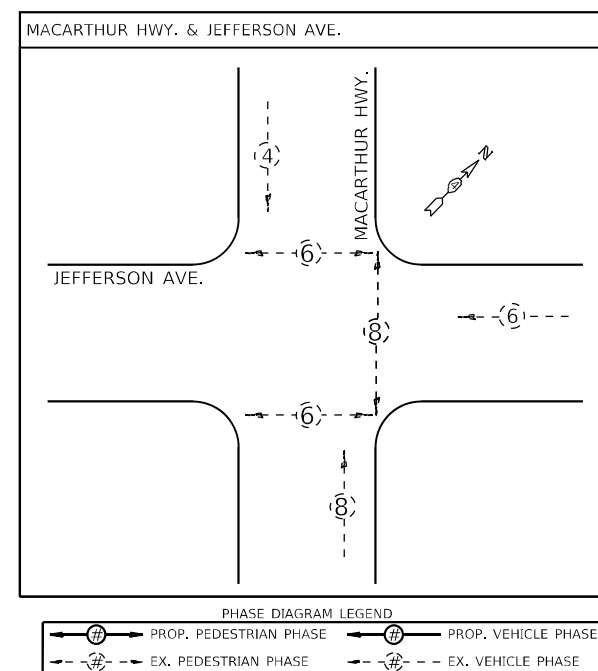 MACARTHUR HWY. & JEFFERSON AVE.
MACARTHUR HWY.
4
N
6
JEFFERSON AVE.
6
8
6
8
PHASE DIAGRAM LEGEND
# PROP. PEDESTRIAN PHASE # PROP. VEHICLE PHASE
# EX. PEDESTRIAN PHASE # EX. VEHICLE PHASE